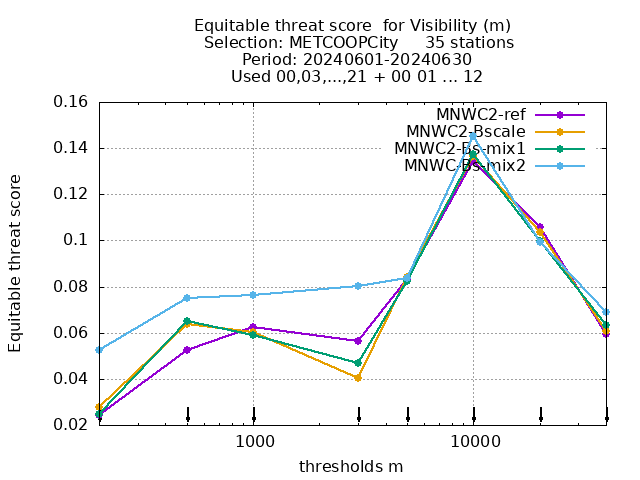 Equitable threat score  for Visibility (m)
Selection: METCOOPCity     35 stations
Period: 20240601-20240630
Used 00,03,...,21 + 00 01 ... 12
MNWC2-ref
MNWC2-Bscale
MNWC2-Bs-mix1
MNWC-Bs-mix2
0.16
0.14
0.12
0.1
0.08
0.06
0.04
0.02
Equitable threat score
1000
10000
thresholds m